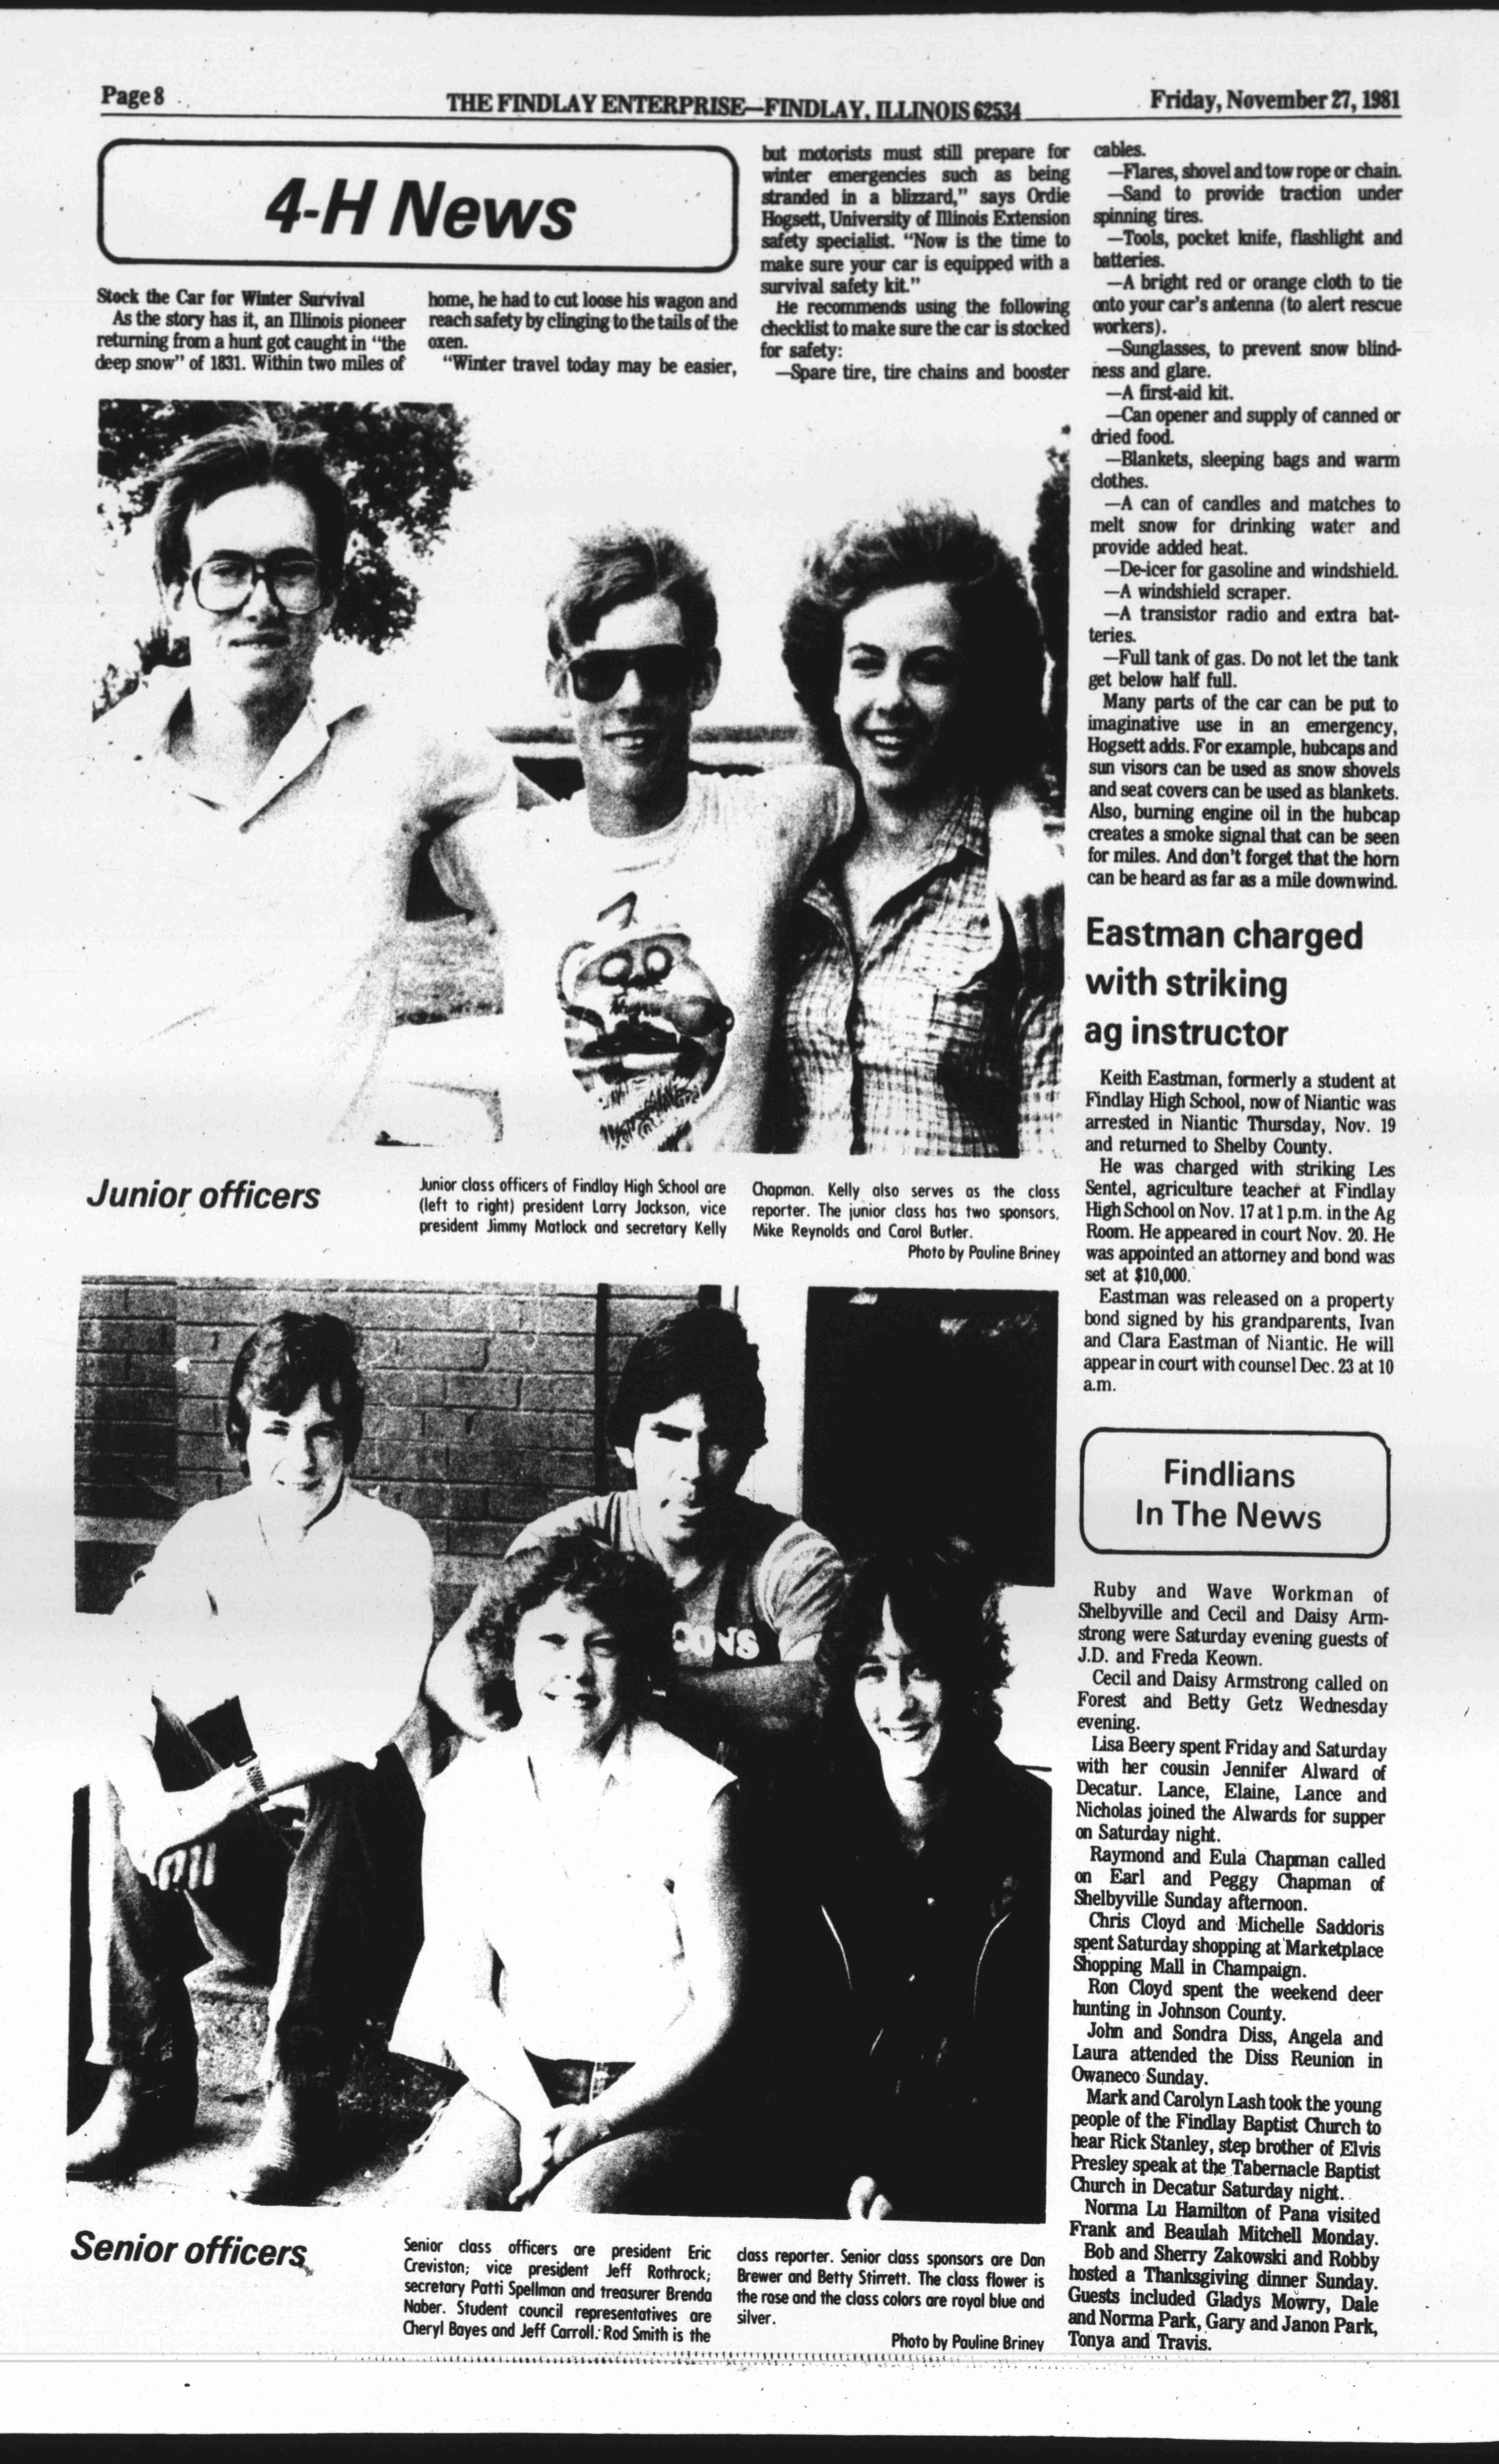 Page 8
THE FINDLAY ENTERPRISE—FINDLAY, ILLINOIS 62534
Friday, November 27, 1981
4-H News
Stock the Car for Winter Survival
As the story has it, an Illinois pioneer
returning from a hunt got caught in "the
deep snow" of 1831. Within two miles of
home, he had to cut loose his wagon and
reach safety by clinging to the tails of the
oxen.
"Winter travel today may be easier,
but motorists must still prepare for
winter emergencies such as being
stranded in a blizzard," says Ordie
Hogsett, University of Illinois Extension
safety specialist. "Now is the time to
make sure your car is equipped with a
survival safety kit."
He recommends using the following
checklist to make sure the car is stocked
for safety:
—Spare tire, tire chains and booster
cables.
—Flares, shovel and tow rope or chain.
—Sand to provide traction under
spinning tires.
—Tools, pocket knife, flashlight and
batteries.
—A bright red or orange cloth to tie
onto your car's antenna (to alert rescue
workers).
—Sunglasses, to prevent snow blind-
ness and glare.
—A first-aid kit.
—Can opener and supply of canned or
dried food.
—Blankets, sleeping bags and warm
clothes.
—A can of candles and matches to
melt snow for drinking water and
provide added heat.
—De-icer for gasoline and windshield.
—A windshield scraper.
—A transistor radio and extra bat-
teries.
—Full tank of gas. Do not let the tank
get below half full.
Many parts of the car can be put to
imaginative use in an emergency,
Hogsett adds. For example, hubcaps and
sun visors can be used as snow shovels
and seat covers can be used as blankets.
Also, burning engine oil in the hubcap
creates a smoke signal that can be seen
for miles. And don't forget that the horn
can be heard as far as a mile downwind.
Junior officers
Junior class officers of Findlay High School are
(left to right) president Larry Jackson, vice
president Jimmy Matlock and secretary Kelly
Chapman. Kelly also serves as the class
reporter. The junior class has two sponsors,
Mike Reynolds and Carol Butler.
Photo by Pauline Briney
Eastman charged
with striking
ag instructor
Keith Eastman, formerly a student at
Findlay High School, now of Niantic was
arrested in Niantic Thursday, Nov. 19
and returned to Shelby County.
He was charged with striking Les
Sentel, agriculture teacher at Findlay
High School on Nov. 17 at 1 p.m. in the Ag
Room. He appeared in court Nov. 20. He
was appointed an attorney and bond was
set at $10,000.
Eastman was released on a property
bond signed by his grandparents, Ivan
and Clara Eastman of Niantic. He will
appear in court with counsel Dec. 23 at 10
a.m.
Findlians
In The News
Ruby and Wave Workman of
Shelbyville and Cecil and Daisy Arm-
strong were Saturday evening guests of
J.D. and Freda Keown.
Cecil and Daisy Armstrong called on
Forest and Betty Getz Wednesday
evening.
Lisa Beery spent Friday and Saturday
with her cousin Jennifer Alward of
Decatur. Lance, Elaine, Lance and
Nicholas joined the Alwards for supper
on Saturday night.
Raymond and Eula Chapman called
on Earl and Peggy Chapman of
Shelbyville Sunday afternoon.
Chris Cloyd and Michelle Saddoris
spent Saturday shopping at Marketplace
Shopping Mall in Champaign.
Ron Cloyd spent the weekend deer
hunting in Johnson County.
John and Sondra Diss, Angela and
Laura attended the Diss Reunion in
Owaneco Sunday.
Mark and Carolyn Lash took the young
people of the Findlay Baptist Church to
hear Rick Stanley, step brother of Elvis
Presley speak at the Tabernacle Baptist
Church in Decatur Saturday night.
Norma Lu Hamilton of Pana visited
Frank and Beaulah Mitchell Monday.
Bob and Sherry Zakowski and Robby
hosted a Thanksgiving dinner Sunday.
Guests included Gladys Mowry, Dale
and Norma Park, Gary and Janon Park,
Tonya and Travis.
Senior officers
Senior class officers are president Eric
Creviston; vice president Jeff Rothrock;
secretary Patti Spellman and treasurer Brenda
Naber. Student council representatives are
Cheryl Bayes and Jeff Carroll. Rod Smith is the
class reporter. Senior class sponsors are Dan
Brewer and Betty Stirrett. The class flower is
the rose and the class colors are royal blue and
silver.
Photo by Pauline Briney